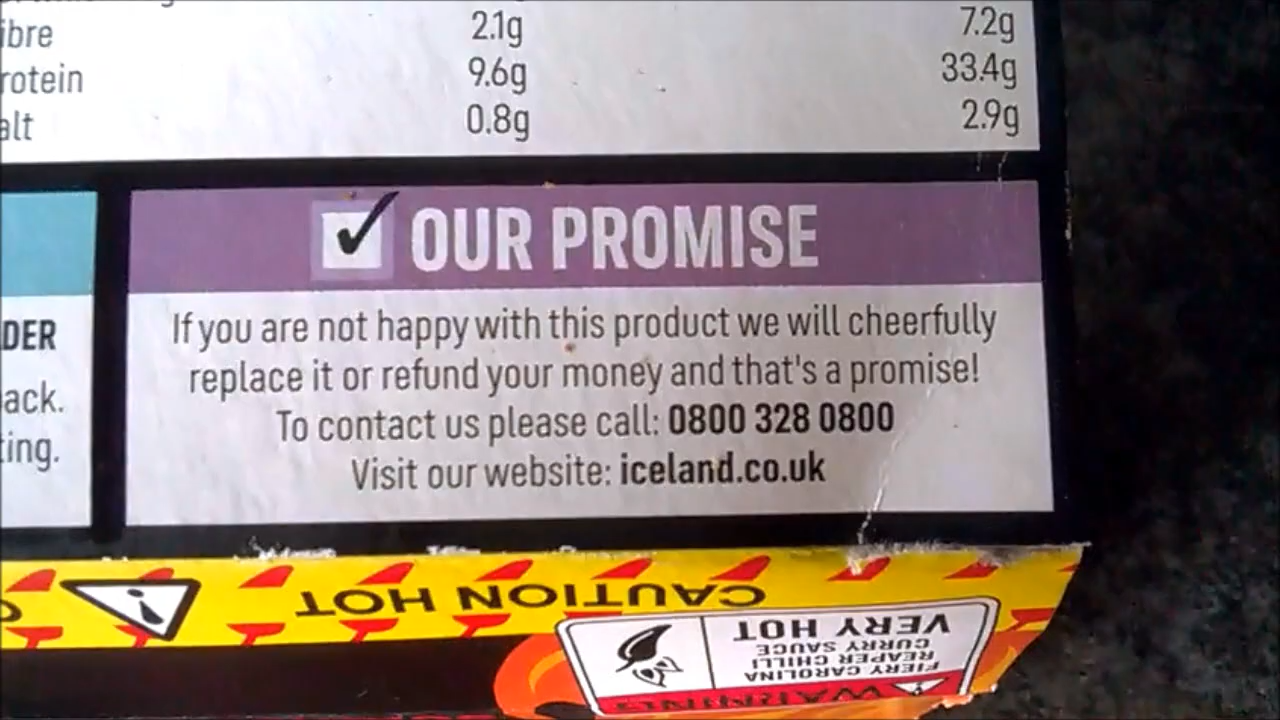 ibre 2.1g 7.2g
rotein 9.6g 33.4g
alt 0.8g 2.9g
DER
ack.
ting.
OUR PROMISE
If you are not happy with this product we will cheerfully
replace it or refund your money and that's a promise!
To contact us please call: 0800 328 0800
Visit our website: iceland.co.uk
CAUTION HOT
WARNING
FIERY CAROLINA
REAPER CHILLI
CURRY SAUCE
VERY HOT